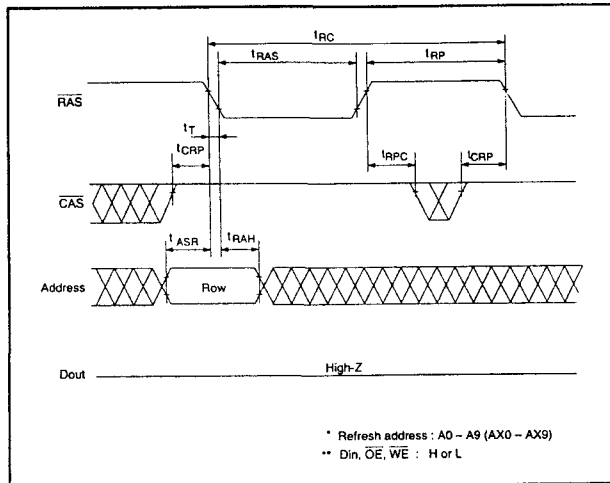 tRC
tRAS
tRP
RAS
tT
tCRP
tRPC
tCRP
CAS
tASR
tRAH
Address
Row
Dout
High-Z
* Refresh address : A0 – A9 (AX0 – AX9)
** Din, OE, WE : H or L